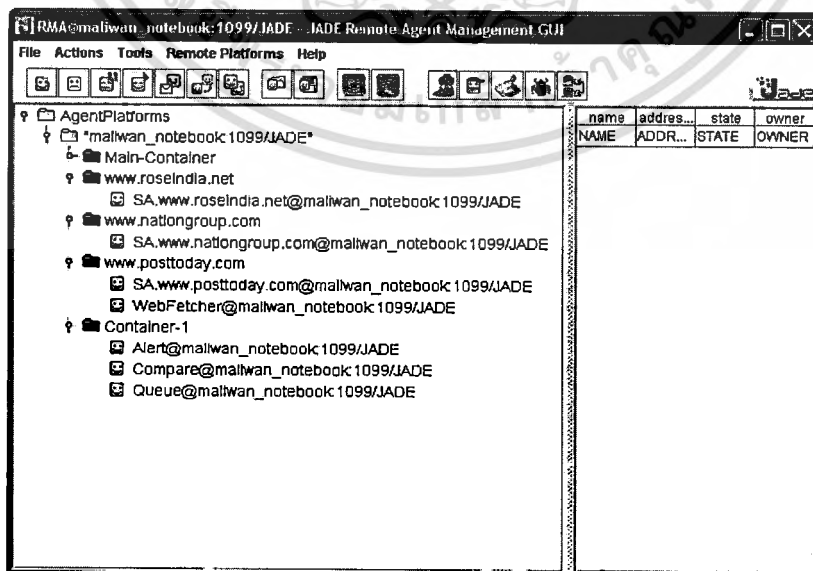 RMA@maliwan_notebook:1099/JADE - JADE Remote Agent Management GUI
File Actions Tools Remote Platforms Help
Jade
AgentPlatforms
"maliwan_notebook:1099/JADE"
Main-Container
www.roseindia.net
SA.www.roseindia.net@maliwan_notebook:1099/JADE
www.nationgroup.com
SA.www.nationgroup.com@maliwan_notebook:1099/JADE
www.posttoday.com
SA.www.posttoday.com@maliwan_notebook:1099/JADE
WebFetcher@maliwan_notebook:1099/JADE
Container-1
Alert@maliwan_notebook:1099/JADE
Compare@maliwan_notebook:1099/JADE
Queue@maliwan_notebook:1099/JADE
name addres... state owner
NAME ADDR... STATE OWNER